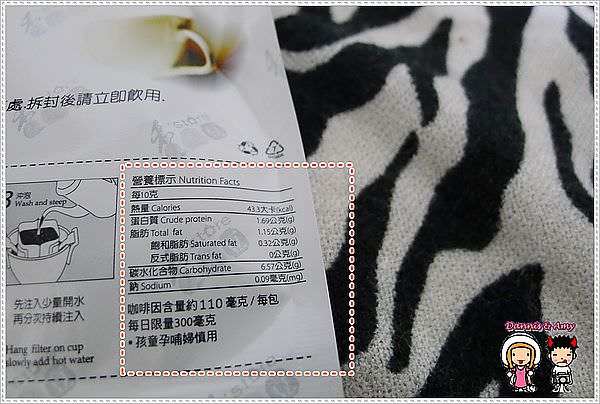 處.拆封後請立即飲用.
store
營養標示 Nutrition Facts
每10克
熱量 Calories 43.3大卡(kcal)
蛋白質 Crude protein 1.69公克(g)
脂肪 Total fat 1.15公克(g)
飽和脂肪 Saturated fat 0.32公克(g)
反式脂肪 Trans fat 0公克(g)
碳水化合物 Carbohydrate 6.57公克(g)
鈉 Sodium 0.09毫克(mg)
咖啡因含量約110 毫克 / 每包
每日限量300毫克
• 孩童孕哺婦慎用
3 沖泡
Wash and steep
先注入少量開水
再分次持續注入
Hang filter on cup
slowly add hot water
Dannis & Amy